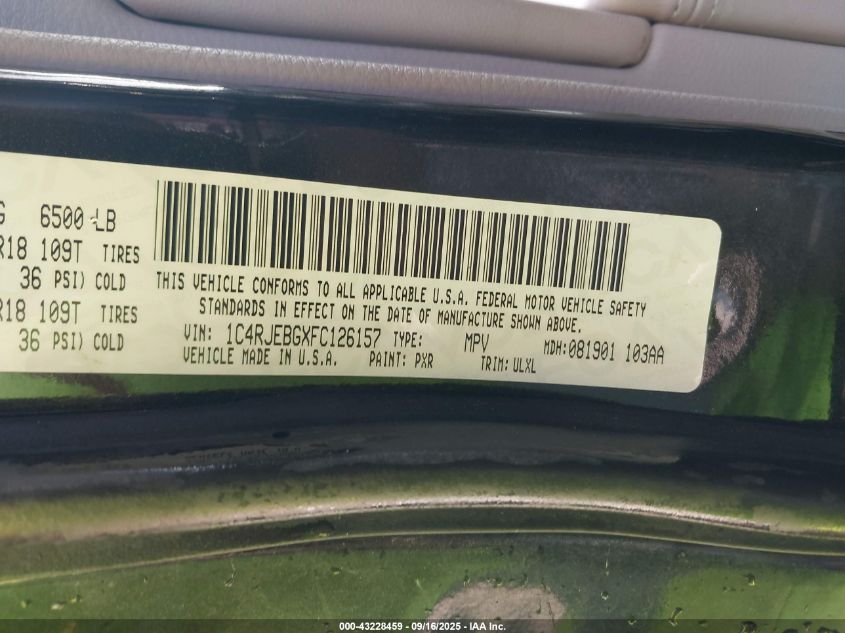 G 6500 LB
R18 109T TIRES
36 PSI) COLD
R18 109T TIRES
36 PSI) COLD
THIS VEHICLE CONFORMS TO ALL APPLICABLE U.S.A. FEDERAL MOTOR VEHICLE SAFETY
STANDARDS IN EFFECT ON THE DATE OF MANUFACTURE SHOWN ABOVE.
VIN: 1C4RJEBGXFC126157 TYPE: MPV MDH:081901 103AA
VEHICLE MADE IN U.S.A. PAINT: PXR TRIM:ULXL
000-43228459 - 09/16/2025 - IAA Inc.